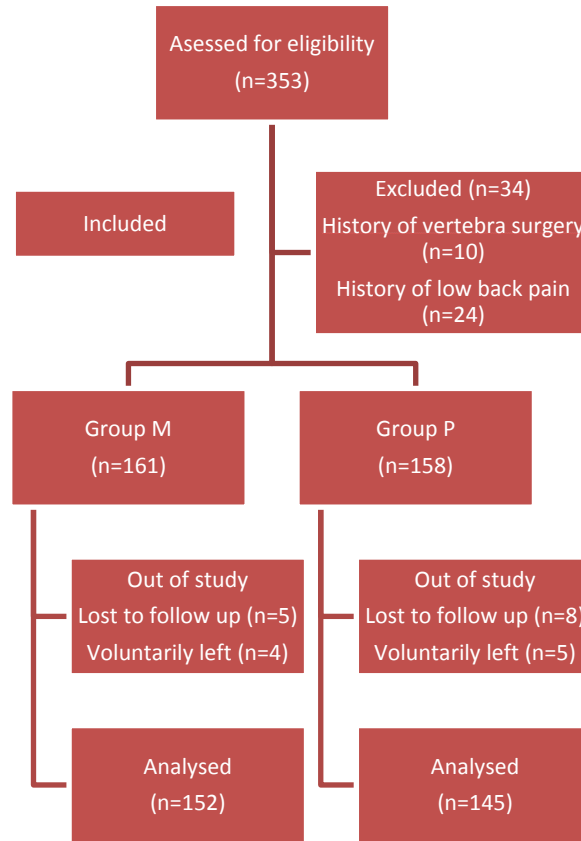 Asessed for eligibility
(n=353)
Included
Excluded (n=34)
History of vertebra surgery
(n=10)
History of low back pain
(n=24)
Group M
(n=161)
Group P
(n=158)
Out of study
Lost to follow up (n=5)
Voluntarily left (n=4)
Out of study
Lost to follow up (n=8)
Voluntarily left (n=5)
Analysed
(n=152)
Analysed
(n=145)